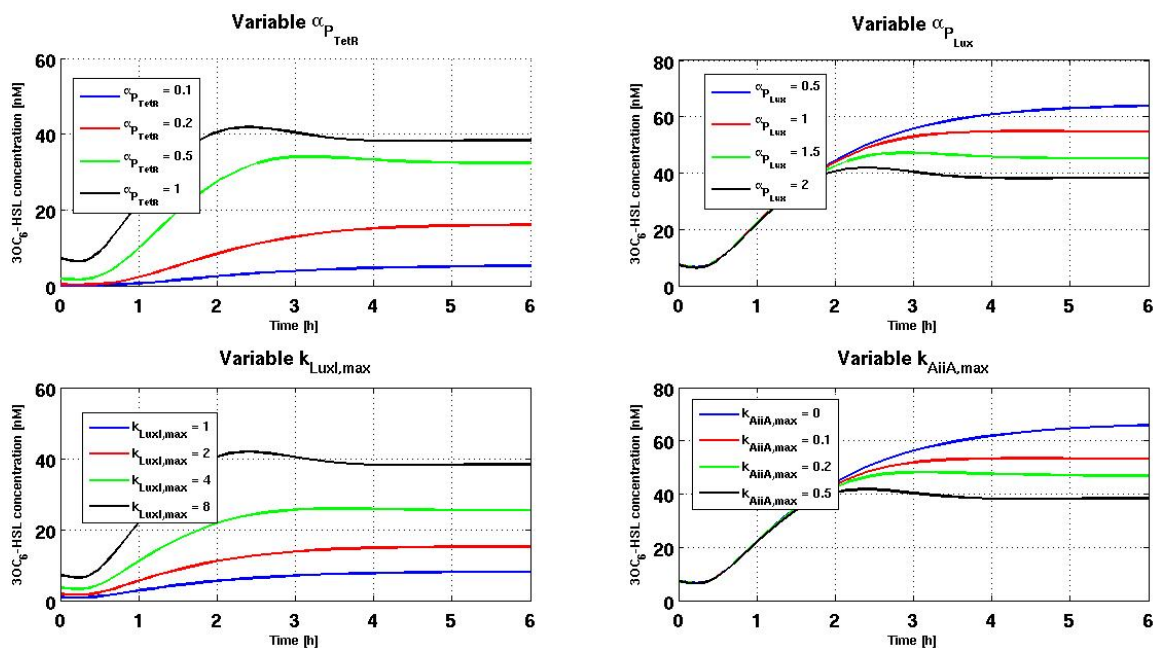 Variable α_P_TetR
3OC6-HSL concentration [nM]
60
40
20
0
α_P_TetR = 0.1
α_P_TetR = 0.2
α_P_TetR = 0.5
α_P_TetR = 1
0 1 2 3 4 5 6
Time [h]
Variable α_P_Lux
3OC6-HSL concentration [nM]
80
60
40
20
0
α_P_Lux = 0.5
α_P_Lux = 1
α_P_Lux = 1.5
α_P_Lux = 2
0 1 2 3 4 5 6
Time [h]
Variable k_LuxI,max
3OC6-HSL concentration [nM]
60
40
20
0
k_LuxI,max = 1
k_LuxI,max = 2
k_LuxI,max = 4
k_LuxI,max = 8
0 1 2 3 4 5 6
Time [h]
Variable k_AiiA,max
3OC6-HSL concentration (nM)
80
60
40
20
0
k_AiiA,max = 0
k_AiiA,max = 0.1
k_AiiA,max = 0.2
k_AiiA,max = 0.5
0 1 2 3 4 5 6
Time [h]